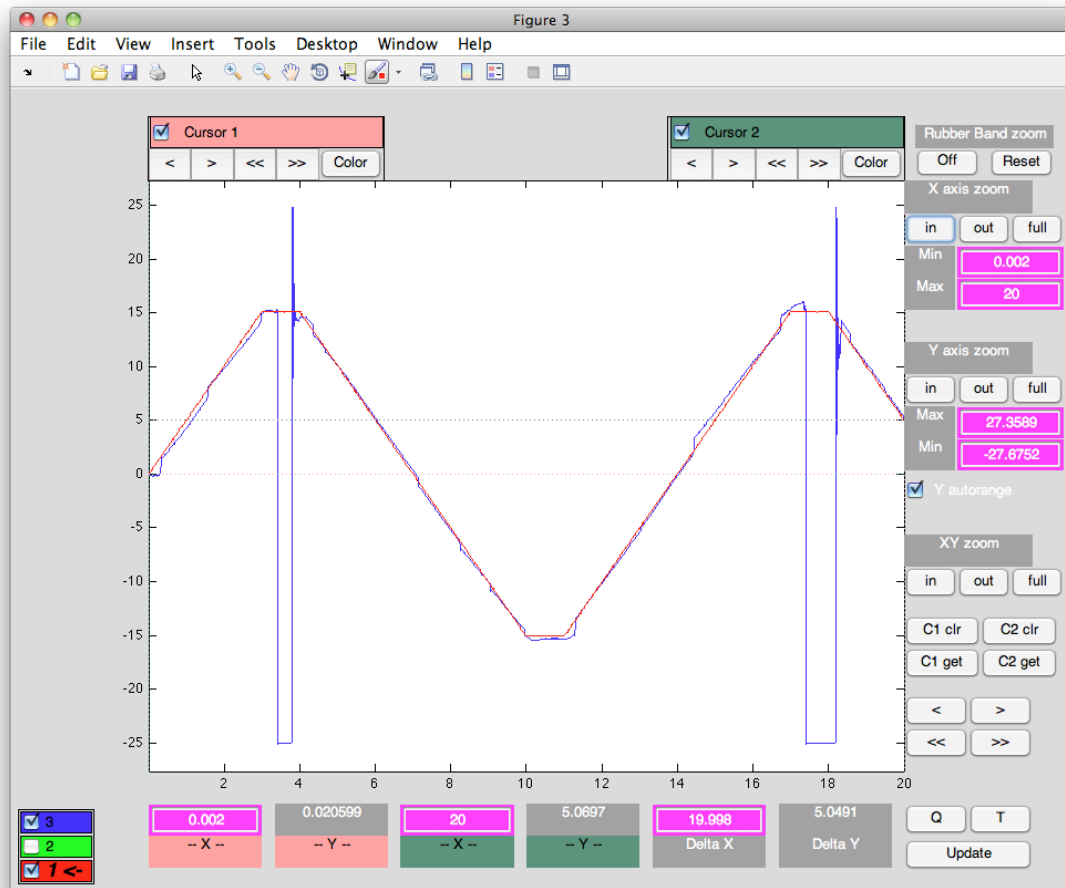 Figure 3
File Edit View Insert Tools Desktop Window Help
Cursor 1
< > << >> Color
Cursor 2
< > << >> Color
Rubber Band zoom
Off Reset
X axis zoom
in out full
Min 0.002
Max 20
Y axis zoom
in out full
Max 27.3589
Min -27.6752
Y autorange
XY zoom
in out full
C1 clr C2 clr
C1 get C2 get
< >
<< >>
25
20
15
10
5
0
-5
-10
-15
-20
-25
2 4 6 8 10 12 14 16 18 20
3
2
1 <-
0.002 0.020599 20 5.0697 19.998 5.0491
-- X -- -- Y -- -- X -- -- Y -- Delta X Delta Y
Q T
Update